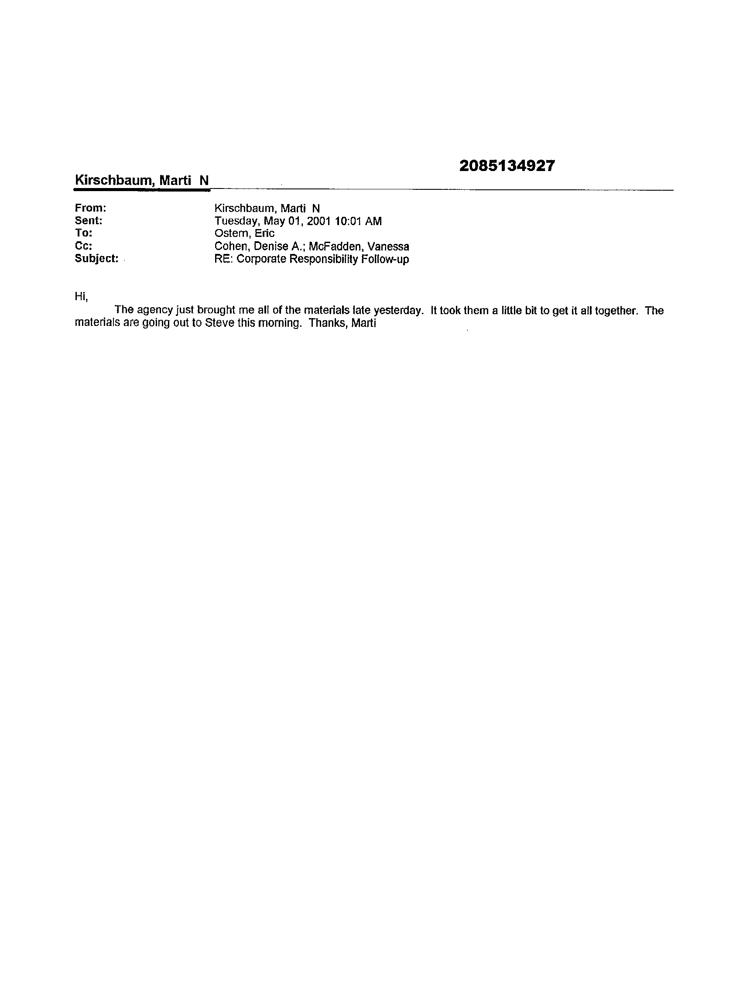 2085134927
Kirschbaum, Marti N
From: Kirschbaum, Marti N
Sent: Tuesday, May 01, 2001 10:01 AM
To: Ostern, Eric
Cc: Cohen, Denise A.; McFadden, Vanessa
Subject: RE: Corporate Responsibility Follow-up
Hi,
The agency just brought me all of the materials late yesterday. It took them a little bit to get it all together. The
materials are going out to Steve this morning. Thanks, Marti